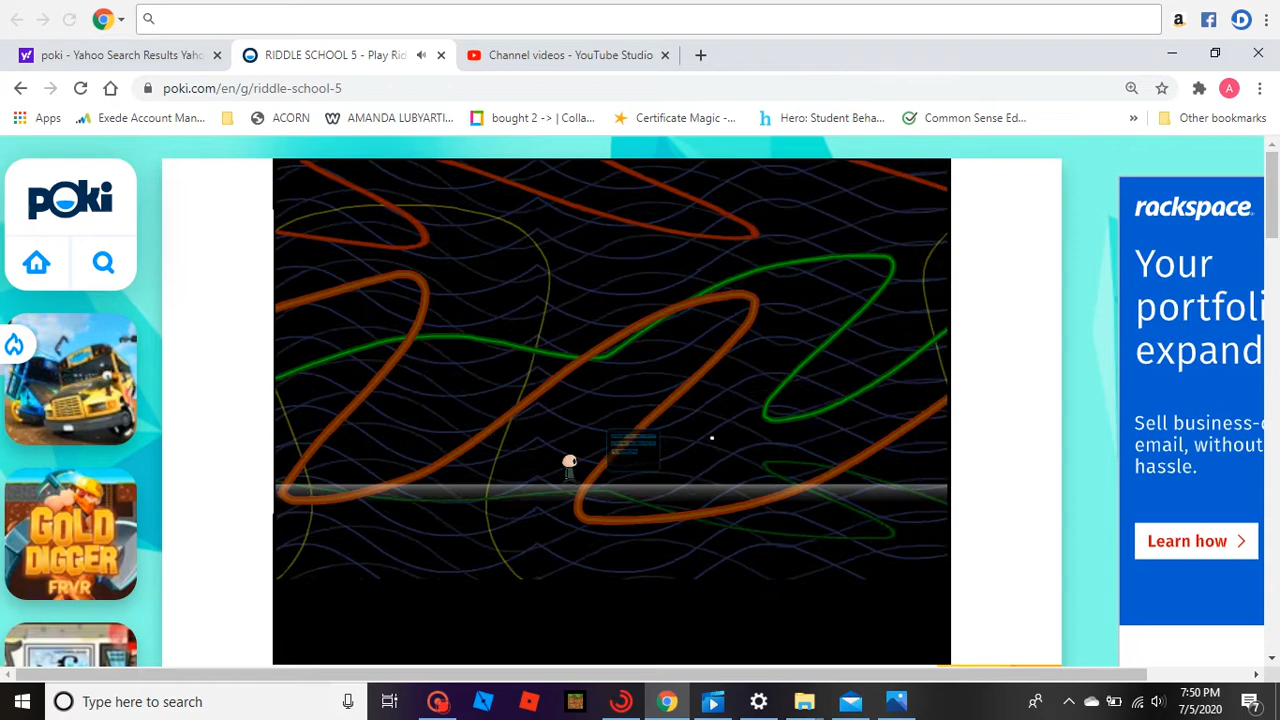 poki - Yahoo Search Results Yaho
RIDDLE SCHOOL 5 - Play Rid
Channel videos - YouTube Studio
poki.com/en/g/riddle-school-5
A
Apps
Exede Account Man...
ACORN
AMANDA LUBYARTI...
bought 2 -> | Colla...
Certificate Magic -...
Hero: Student Beha...
Common Sense Ed...
Other bookmarks
poki
rackspace.
Your
portfoli
expand
Sell business-c
email, without
hassle.
Learn how
GOLD
DIGGER
FRVR
Type here to search
7:50 PM
7/5/2020
7